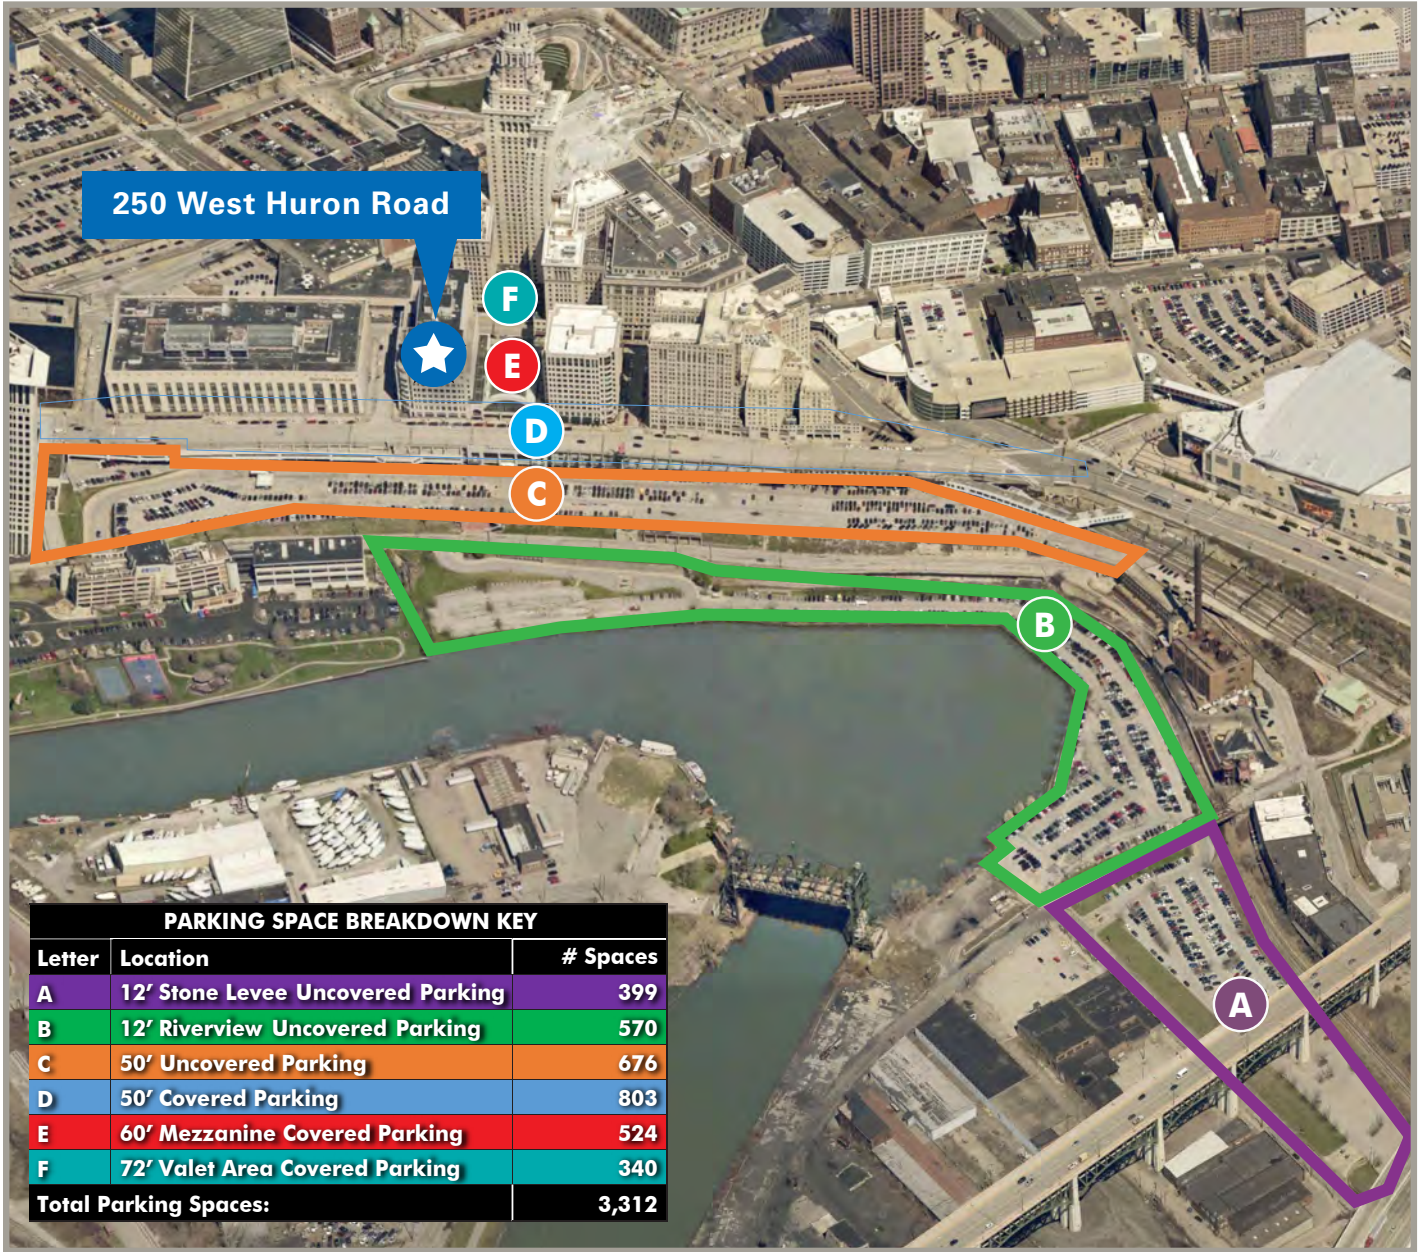 250 West Huron Road
F
E
D
C
B
A
PARKING SPACE BREAKDOWN KEY
Letter Location # Spaces
A 12′ Stone Levee Uncovered Parking 399
B 12′ Riverview Uncovered Parking 570
C 50′ Uncovered Parking 676
D 50′ Covered Parking 803
E 60′ Mezzanine Covered Parking 524
F 72′ Valet Area Covered Parking 340
Total Parking Spaces: 3,312